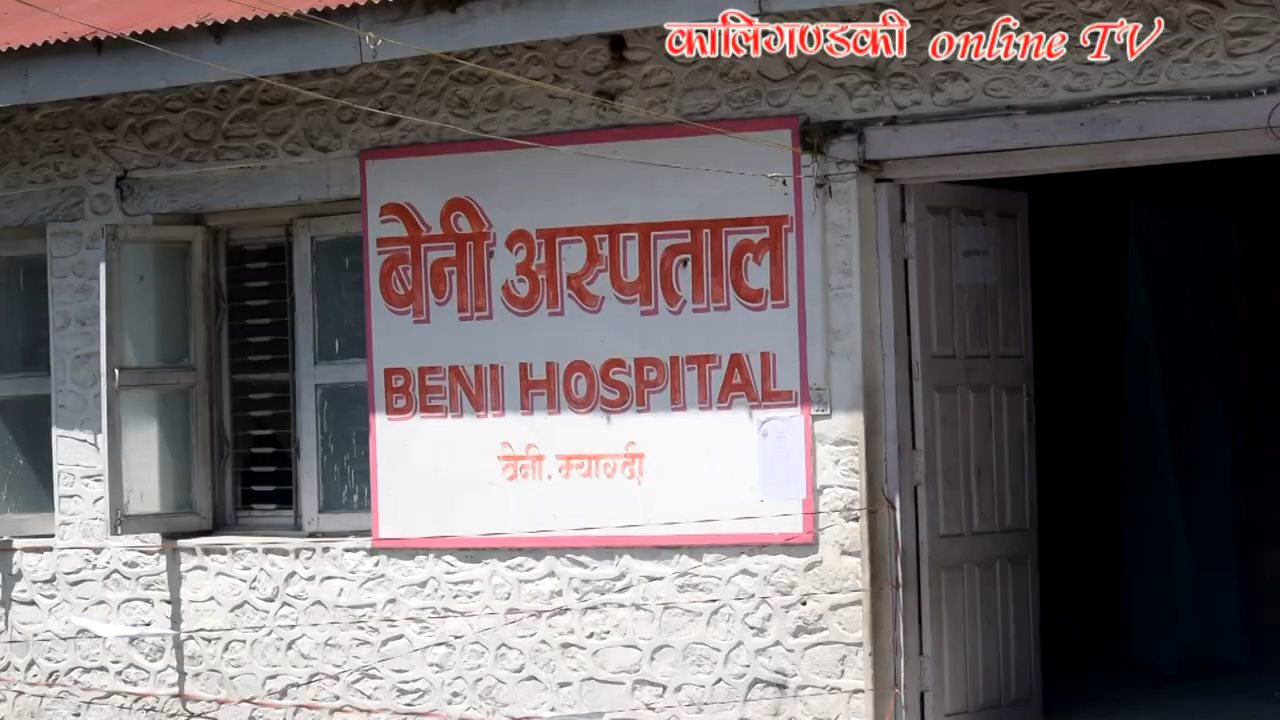 कालिगण्डकी online TV
बेनी अस्पताल
BENI HOSPITAL
बेनी. म्याग्दी